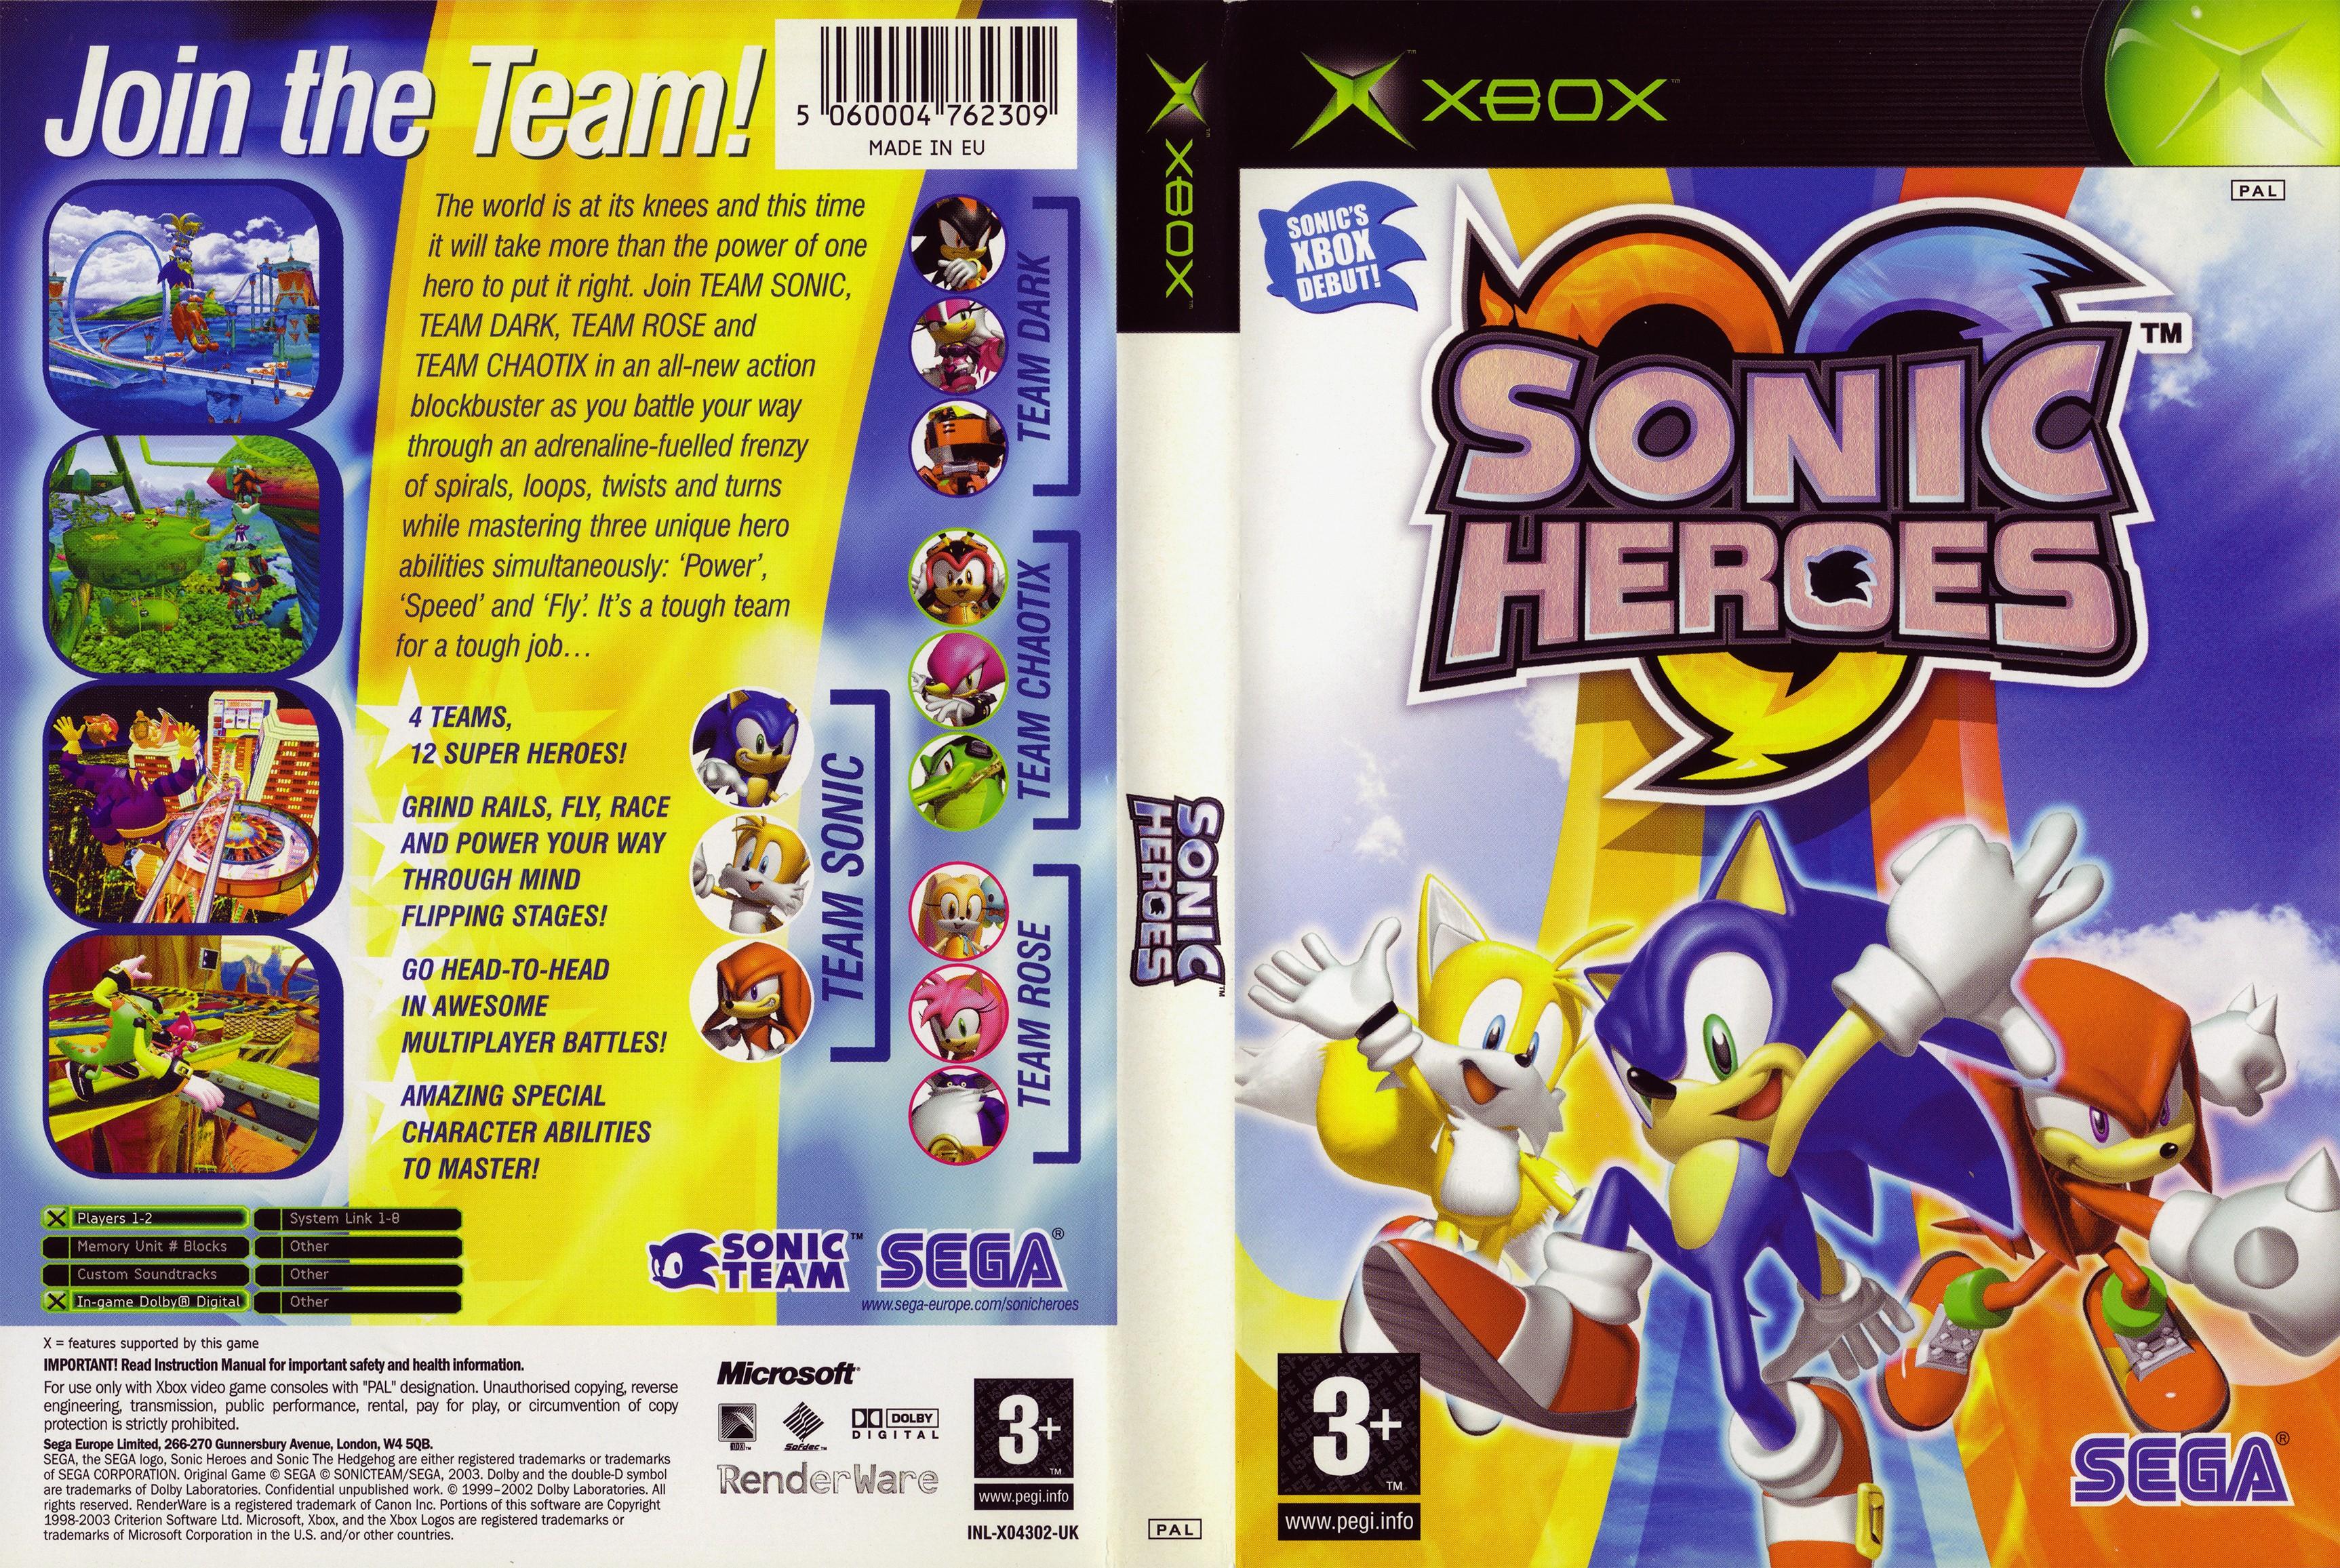 Join the Team!
5 060004 762309
MADE IN EU
The world is at its knees and this time
it will take more than the power of one
hero to put it right. Join TEAM SONIC,
TEAM DARK, TEAM ROSE and
TEAM CHAOTIX in an all-new action
blockbuster as you battle your way
through an adrenaline-fuelled frenzy
of spirals, loops, twists and turns
while mastering three unique hero
abilities simultaneously: ‘Power’,
‘Speed’ and ‘Fly’. It’s a tough team
for a tough job…
4 TEAMS,
12 SUPER HEROES!
GRIND RAILS, FLY, RACE
AND POWER YOUR WAY
THROUGH MIND
FLIPPING STAGES!
GO HEAD-TO-HEAD
IN AWESOME
MULTIPLAYER BATTLES!
AMAZING SPECIAL
CHARACTER ABILITIES
TO MASTER!
TEAM SONIC
TEAM DARK
TEAM CHAOTIX
TEAM ROSE
X Players 1-2
System Link 1-8
Memory Unit # Blocks
Other
Custom Soundtracks
Other
X In-game Dolby® Digital
Other
SONIC TEAM™
SEGA®
www.sega-europe.com/sonicheroes
X = features supported by this game
IMPORTANT! Read Instruction Manual for important safety and health information.
For use only with Xbox video game consoles with "PAL" designation. Unauthorised copying, reverse
engineering, transmission, public performance, rental, pay for play, or circumvention of copy
protection is strictly prohibited.
Sega Europe Limited, 266-270 Gunnersbury Avenue, London, W4 5QB.
SEGA, the SEGA logo, Sonic Heroes and Sonic The Hedgehog are either registered trademarks or trademarks
of SEGA CORPORATION. Original Game © SEGA © SONICTEAM/SEGA, 2003. Dolby and the double-D symbol
are trademarks of Dolby Laboratories. Confidential unpublished work. © 1999–2002 Dolby Laboratories. All
rights reserved. RenderWare is a registered trademark of Canon Inc. Portions of this software are Copyright
1998-2003 Criterion Software Ltd. Microsoft, Xbox, and the Xbox Logos are registered trademarks or
trademarks of Microsoft Corporation in the U.S. and/or other countries.
Microsoft®
ADX™
Sofdec™
DOLBY
DIGITAL
RenderWare
3+™
www.pegi.info
INL-X04302-UK
XBOX™
SONIC
HEROES™
PAL
XBOX™
PAL
SONIC'S
XBOX
DEBUT!
SONIC
HEROES
™
3+™
www.pegi.info
SEGA®